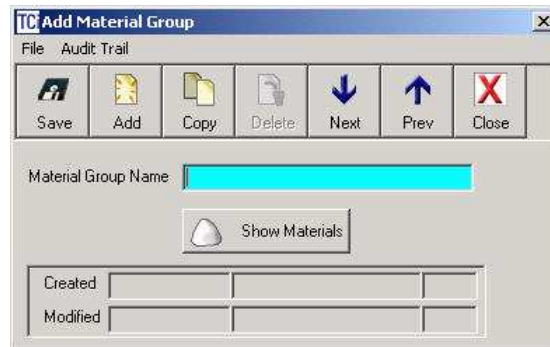 TC Add Material Group
File Audit Trail
Save Add Copy Delete Next Prev Close
Material Group Name
Show Materials
Created
Modified